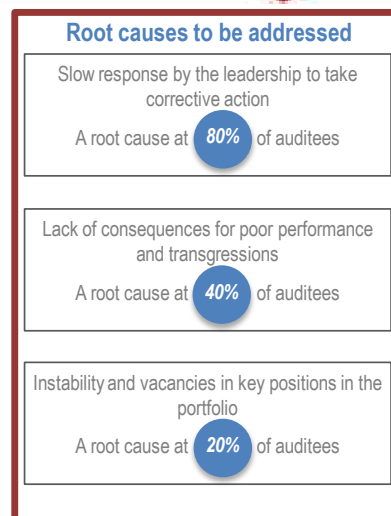 Root causes to be addressed
Slow response by the leadership to take
corrective action
A root cause at 80% of auditees
Lack of consequences for poor performance
and transgressions
A root cause at 40% of auditees
Instability and vacancies in key positions in the
portfolio
A root cause at 20% of auditees